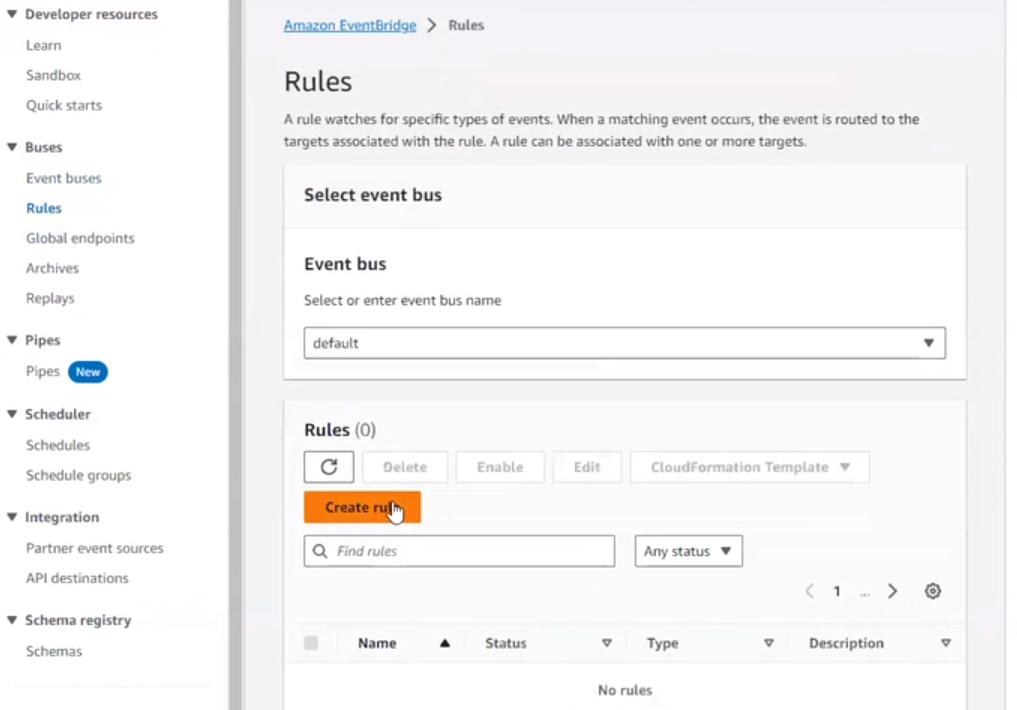 Developer resources
Learn
Sandbox
Quick starts
Buses
Event buses
Rules
Global endpoints
Archives
Replays
Pipes
Pipes New
Scheduler
Schedules
Schedule groups
Integration
Partner event sources
API destinations
Schema registry
Schemas
Amazon EventBridge > Rules
Rules
A rule watches for specific types of events. When a matching event occurs, the event is routed to the
targets associated with the rule. A rule can be associated with one or more targets.
Select event bus
Event bus
Select or enter event bus name
default
Rules (0)
Delete Enable Edit CloudFormation Template
Create rule
Find rules Any status
1 ...
Name Status Type Description
No rules